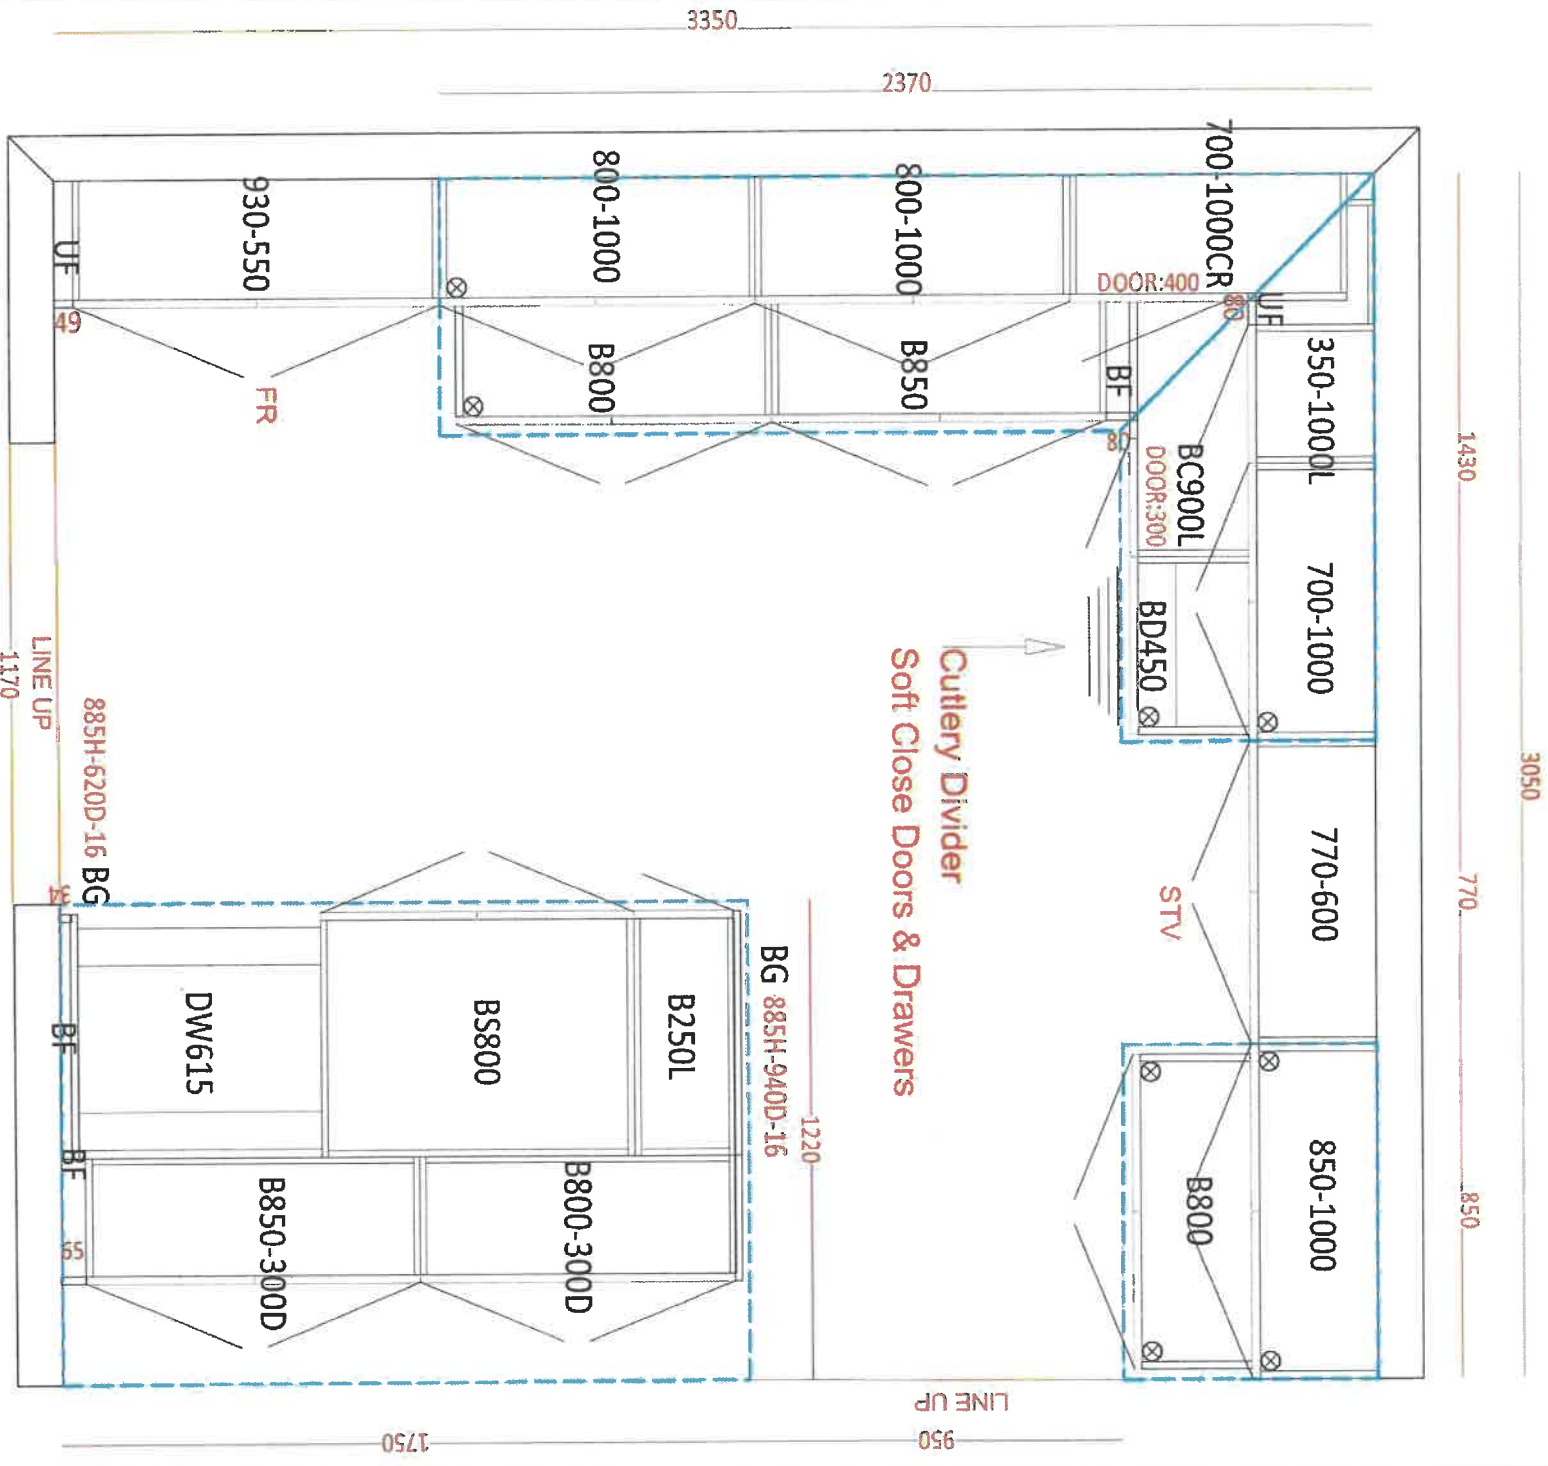 3350
2370
930-550
800-1000
800-1000
700-1000CR
UF
49
FR
B800
B850
DOOR:400
80
UF
BF
80
350-1000L
BC900L
DOOR:300
700-1000
BD450
1430
3050
LINE UP
1170
885H-620D-16 BG
34
Cutlery Divider
Soft Close Doors & Drawers
770-600
770
STV
DW615
BS800
B250L
BG 885H-940D-16
1220
BF
BF
65
B850-300D
B800-300D
B800
850-1000
850
LINE UP
1750
950